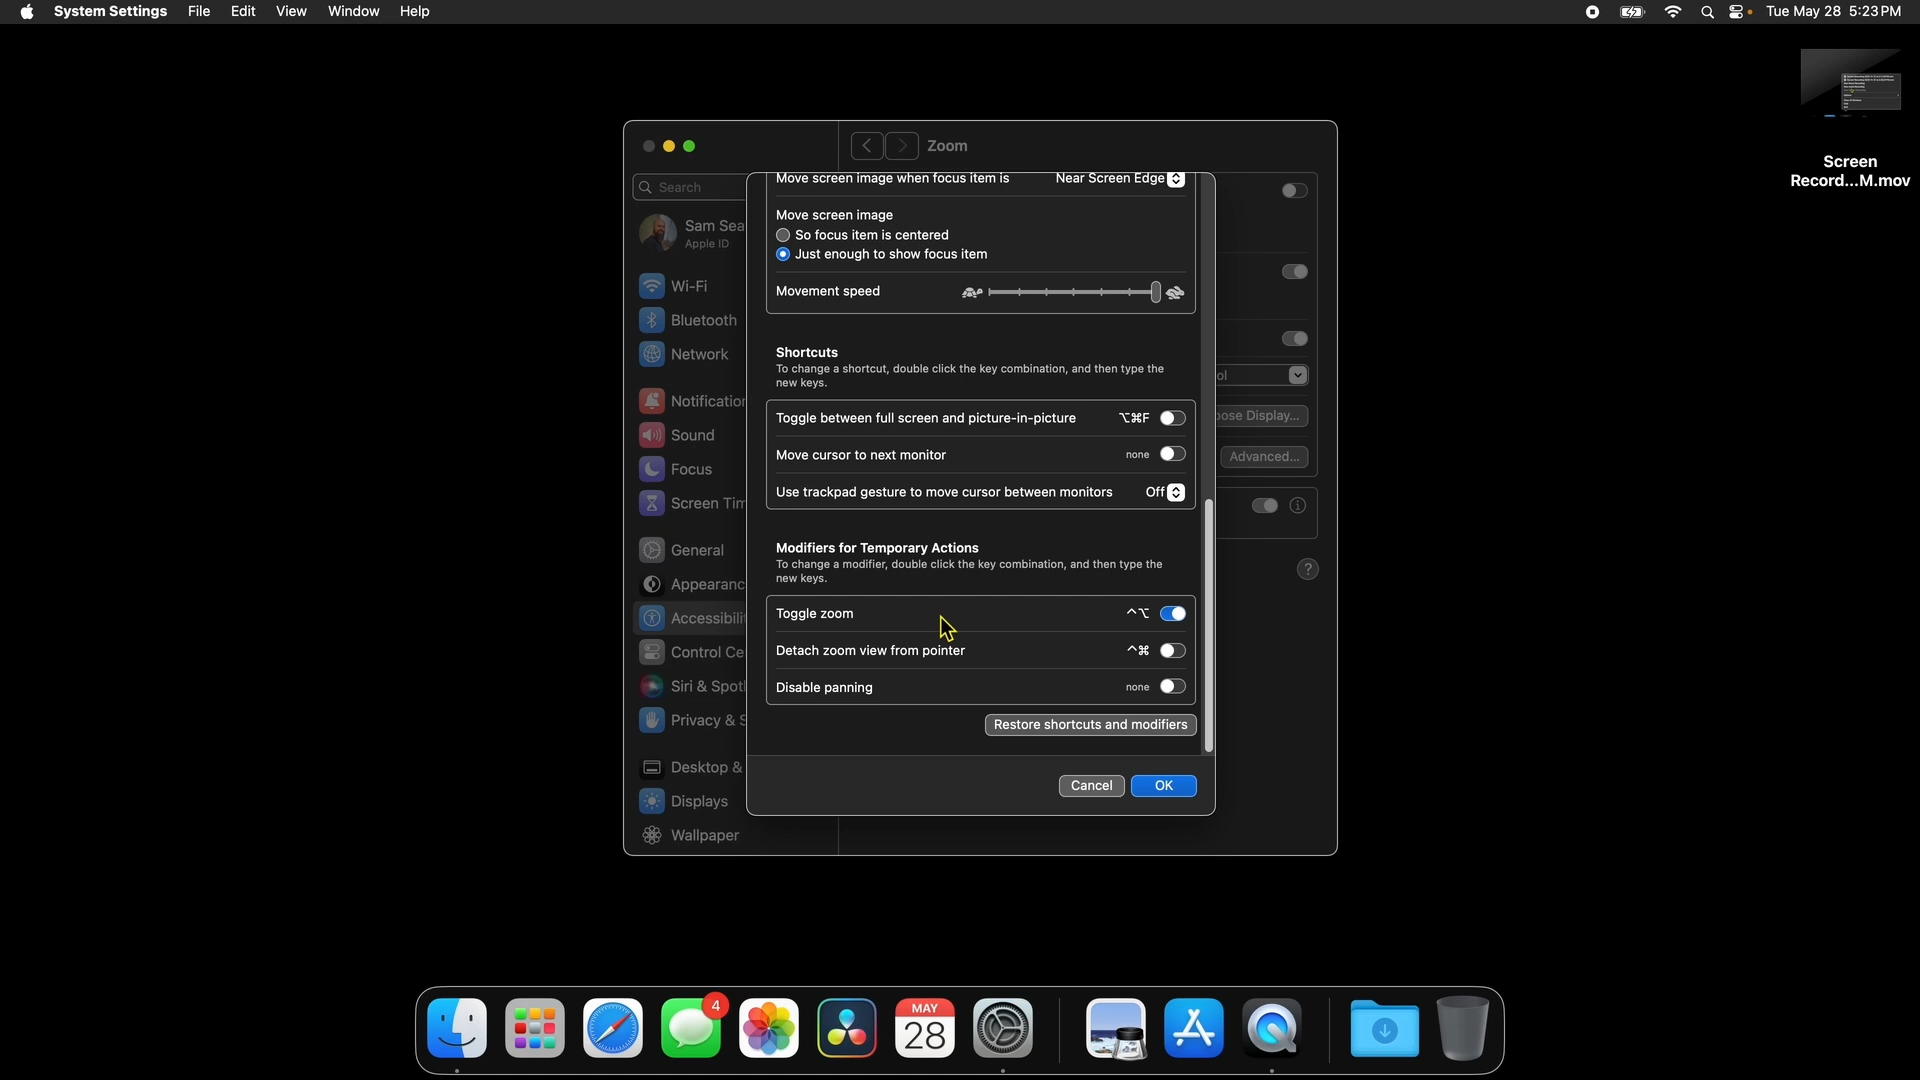 System Settings File Edit View Window Help Tue May 28 5:23 PM
Screen
Record...M.mov
Zoom
Search
Sam Sea
Apple ID
Wi-Fi
Bluetooth
Network
Notification
Sound
Focus
Screen Tim
General
Appearanc
Accessibilit
Control Ce
Siri & Spotl
Privacy & S
Desktop &
Displays
Wallpaper
Move screen image when focus item is Near Screen Edge
Move screen image
So focus item is centered
Just enough to show focus item
Movement speed
Shortcuts
To change a shortcut, double click the key combination, and then type the
new keys.
Toggle between full screen and picture-in-picture ⌥⌘F
Move cursor to next monitor none
Use trackpad gesture to move cursor between monitors Off
Modifiers for Temporary Actions
To change a modifier, double click the key combination, and then type the
new keys.
Toggle zoom ^⌥
Detach zoom view from pointer ^⌘
Disable panning none
Restore shortcuts and modifiers
Cancel OK
ol
ose Display...
Advanced...
?
4
MAY
28